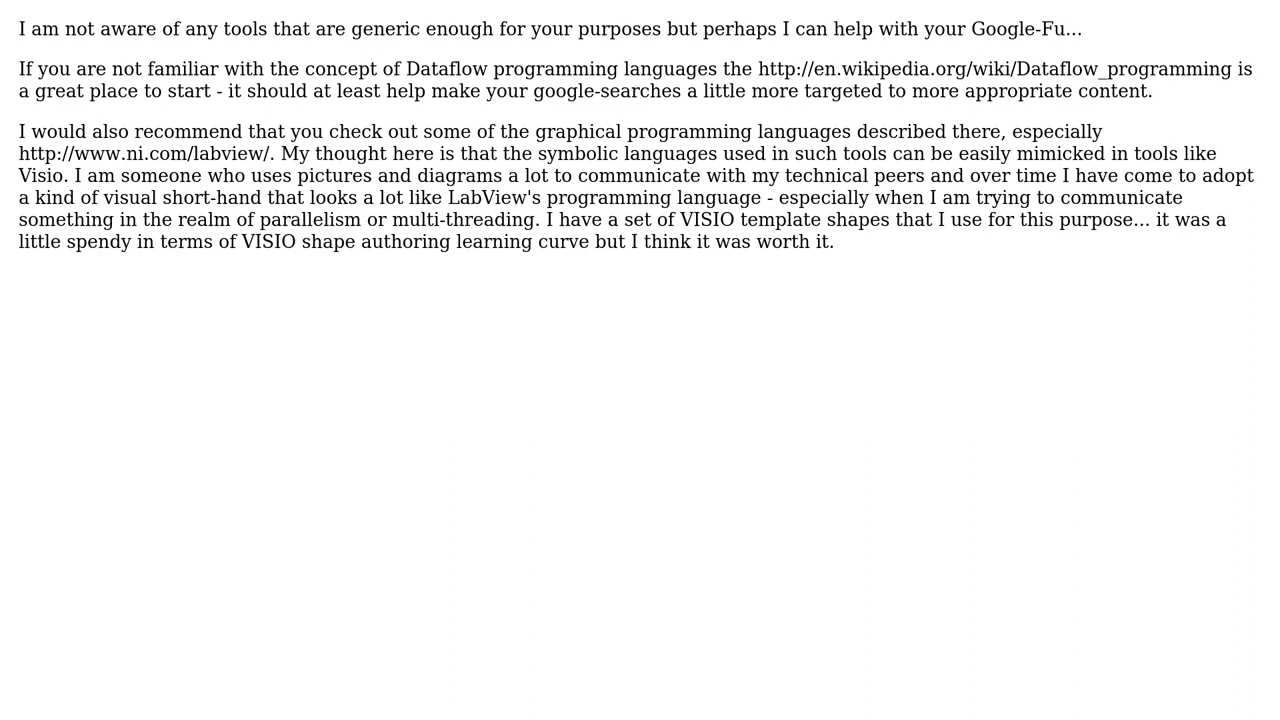 I am not aware of any tools that are generic enough for your purposes but perhaps I can help with your Google-Fu...
If you are not familiar with the concept of Dataflow programming languages the http://en.wikipedia.org/wiki/Dataflow_programming is
a great place to start - it should at least help make your google-searches a little more targeted to more appropriate content.
I would also recommend that you check out some of the graphical programming languages described there, especially
http://www.ni.com/labview/. My thought here is that the symbolic languages used in such tools can be easily mimicked in tools like
Visio. I am someone who uses pictures and diagrams a lot to communicate with my technical peers and over time I have come to adopt
a kind of visual short-hand that looks a lot like LabView's programming language - especially when I am trying to communicate
something in the realm of parallelism or multi-threading. I have a set of VISIO template shapes that I use for this purpose... it was a
little spendy in terms of VISIO shape authoring learning curve but I think it was worth it.